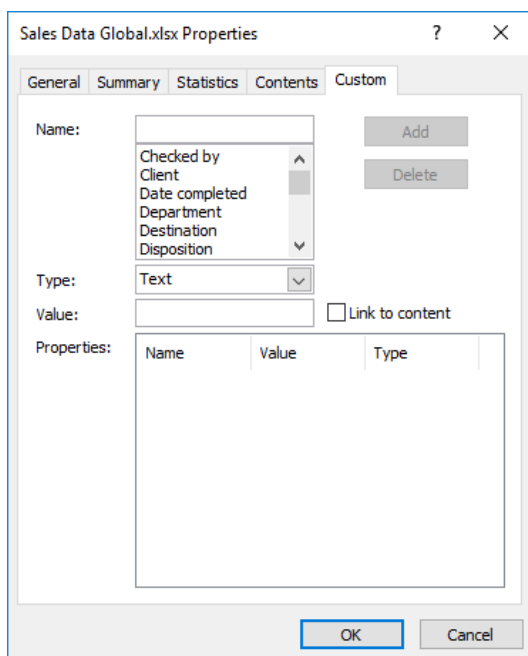 Sales Data Global.xlsx Properties ? X
General Summary Statistics Contents Custom
Name: Add
Checked by
Client
Date completed
Department
Destination
Disposition
Delete
Type: Text
Value: Link to content
Properties: Name Value Type
OK Cancel